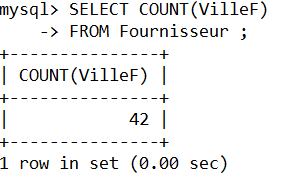 mysql> SELECT COUNT(VilleF)
    -> FROM Fournisseur ;
+---------------+
| COUNT(VilleF) |
+---------------+
|            42 |
+---------------+
1 row in set (0.00 sec)